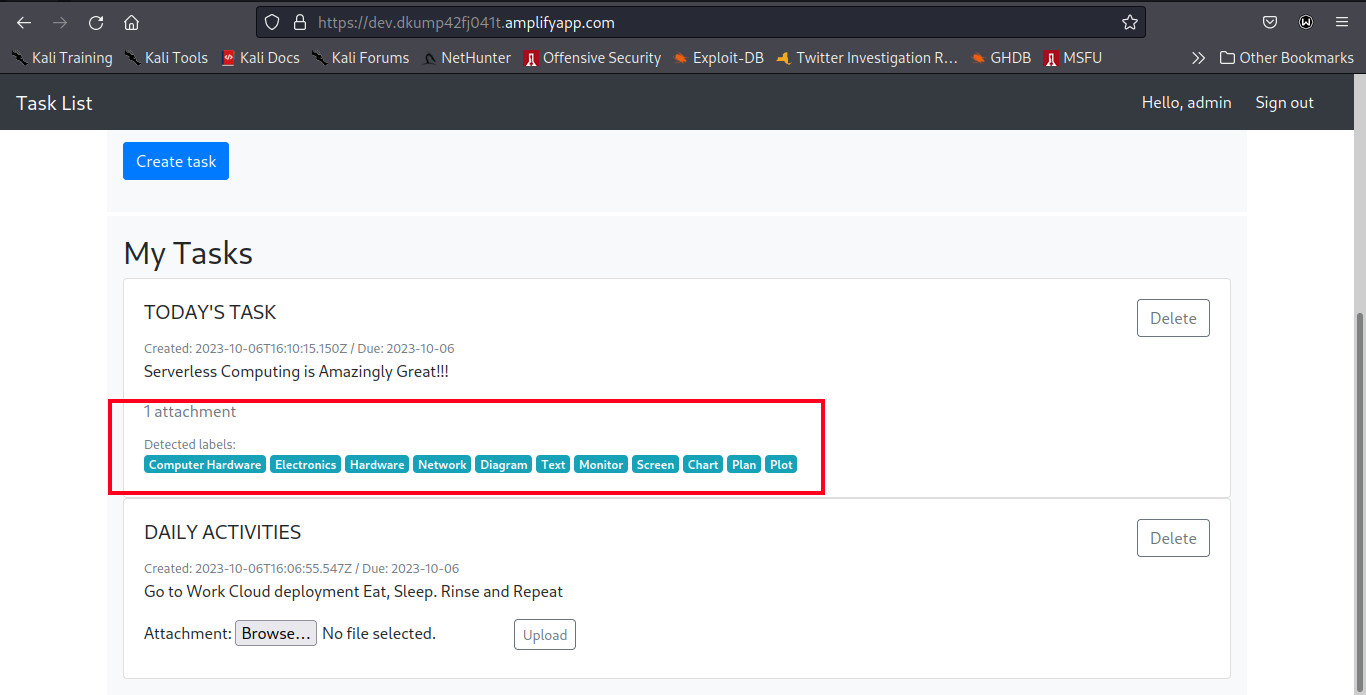 https://dev.dkump42fj041t.amplifyapp.com
Kali Training Kali Tools Kali Docs Kali Forums NetHunter Offensive Security Exploit-DB Twitter Investigation R… GHDB MSFU Other Bookmarks
Task List Hello, admin Sign out
Create task
My Tasks
TODAY'S TASK Delete
Created: 2023-10-06T16:10:15.150Z / Due: 2023-10-06
Serverless Computing is Amazingly Great!!!
1 attachment
Detected labels:
Computer Hardware Electronics Hardware Network Diagram Text Monitor Screen Chart Plan Plot
DAILY ACTIVITIES Delete
Created: 2023-10-06T16:06:55.547Z / Due: 2023-10-06
Go to Work Cloud deployment Eat, Sleep. Rinse and Repeat
Attachment: Browse... No file selected. Upload